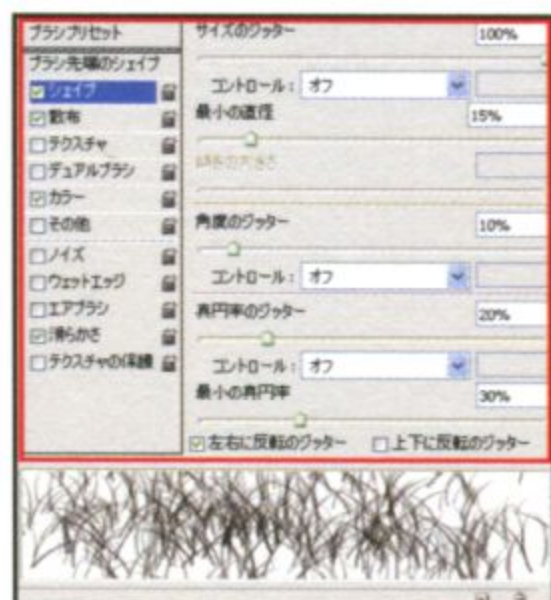 ブラシプリセット
ブラシ先端のシェイプ
シェイプ
散布
テクスチャ
デュアルブラシ
カラー
その他
ノイズ
ウェットエッジ
エアブラシ
滑らかさ
テクスチャの保護
サイズのジッター 100%
コントロール: オフ
最小の直径 15%
角度のジッター 10%
コントロール: オフ
真円率のジッター 20%
コントロール: オフ
最小の真円率 30%
左右に反転のジッター 上下に反転のジッター